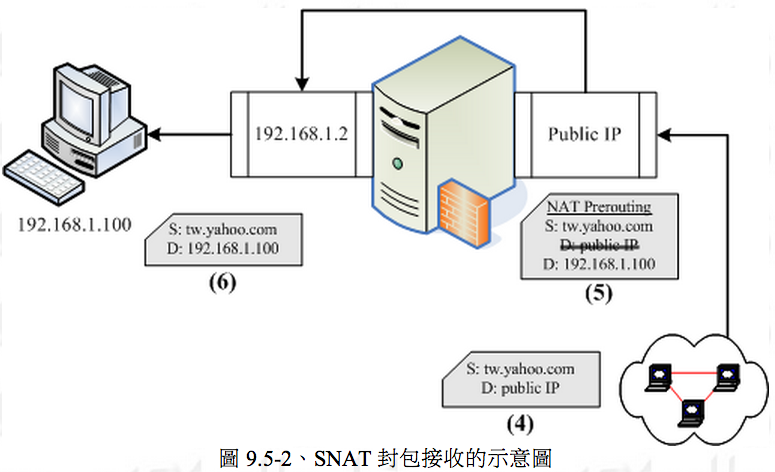 192.168.1.2
Public IP
192.168.1.100
S: tw.yahoo.com
D: 192.168.1.100
(6)
NAT Prerouting
S: tw.yahoo.com
D: public IP
D: 192.168.1.100
(5)
S: tw.yahoo.com
D: public IP
(4)
圖 9.5-2、SNAT 封包接收的示意圖